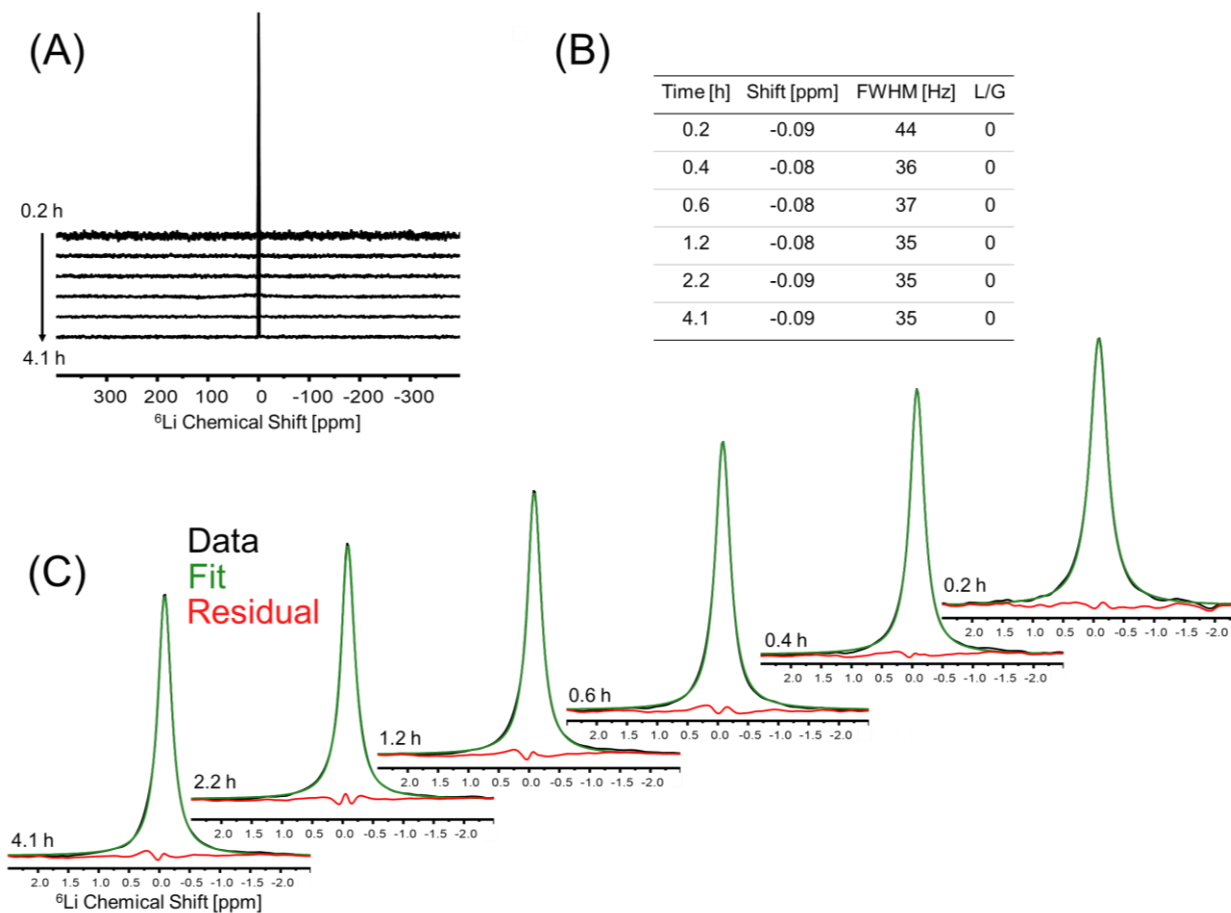 (A)
0.2 h
4.1 h
300 200 100 0 -100 -200 -300
⁶Li Chemical Shift [ppm]
(B)
Time [h] Shift [ppm] FWHM [Hz] L/G
0.2 -0.09 44 0
0.4 -0.08 36 0
0.6 -0.08 37 0
1.2 -0.08 35 0
2.2 -0.09 35 0
4.1 -0.09 35 0
(C)
Data
Fit
Residual
0.2 h
2.0 1.5 1.0 0.5 0.0 -0.5 -1.0 -1.5 -2.0
0.4 h
2.0 1.5 1.0 0.5 0.0 -0.5 -1.0 -1.5 -2.0
0.6 h
2.0 1.5 1.0 0.5 0.0 -0.5 -1.0 -1.5 -2.0
1.2 h
2.0 1.5 1.0 0.5 0.0 -0.5 -1.0 -1.5 -2.0
2.2 h
2.0 1.5 1.0 0.5 0.0 -0.5 -1.0 -1.5 -2.0
4.1 h
2.0 1.5 1.0 0.5 0.0 -0.5 -1.0 -1.5 -2.0
⁶Li Chemical Shift [ppm]